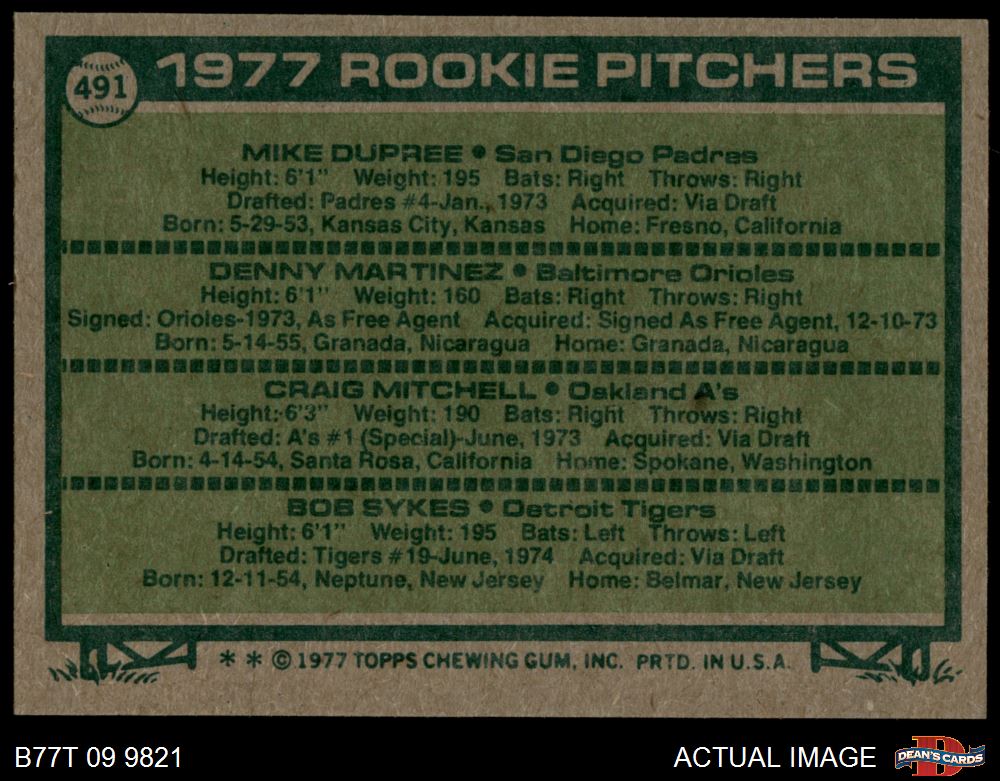 491
1977 ROOKIE PITCHERS
MIKE DUPREE • San Diego Padres
Height: 6'1" Weight: 195 Bats: Right Throws: Right
Drafted: Padres #4-Jan., 1973 Acquired: Via Draft
Born: 5-29-53, Kansas City, Kansas Home: Fresno, California
DENNY MARTINEZ • Baltimore Orioles
Height: 6'1" Weight: 160 Bats: Right Throws: Right
Signed: Orioles-1973, As Free Agent Acquired: Signed As Free Agent, 12-10-73
Born: 5-14-55, Granada, Nicaragua Home: Granada, Nicaragua
CRAIG MITCHELL • Oakland A's
Height: 6'3" Weight: 190 Bats: Right Throws: Right
Drafted: A's #1 (Special)-June, 1973 Acquired: Via Draft
Born: 4-14-54, Santa Rosa, California Home: Spokane, Washington
BOB SYKES • Detroit Tigers
Height: 6'1" Weight: 195 Bats: Left Throws: Left
Drafted: Tigers #19-June, 1974 Acquired: Via Draft
Born: 12-11-54, Neptune, New Jersey Home: Belmar, New Jersey
* * © 1977 TOPPS CHEWING GUM, INC. PRTD. IN U.S.A.
B77T 09 9821
ACTUAL IMAGE
D
DEAN'S CARDS